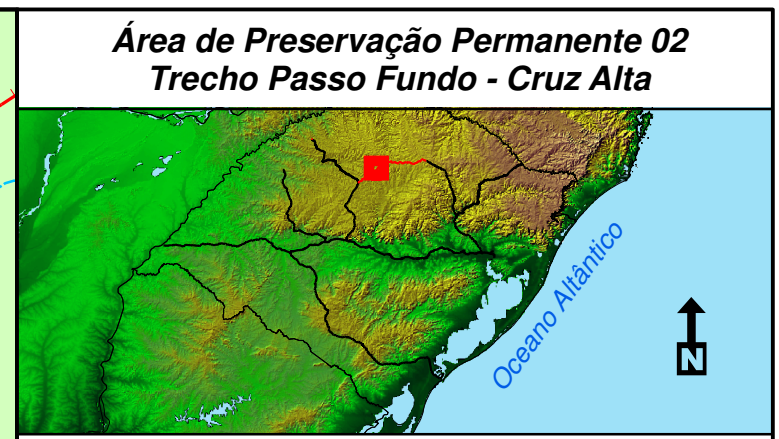 Área de Preservação Permanente 02
Trecho Passo Fundo - Cruz Alta
Oceano Altântico
N